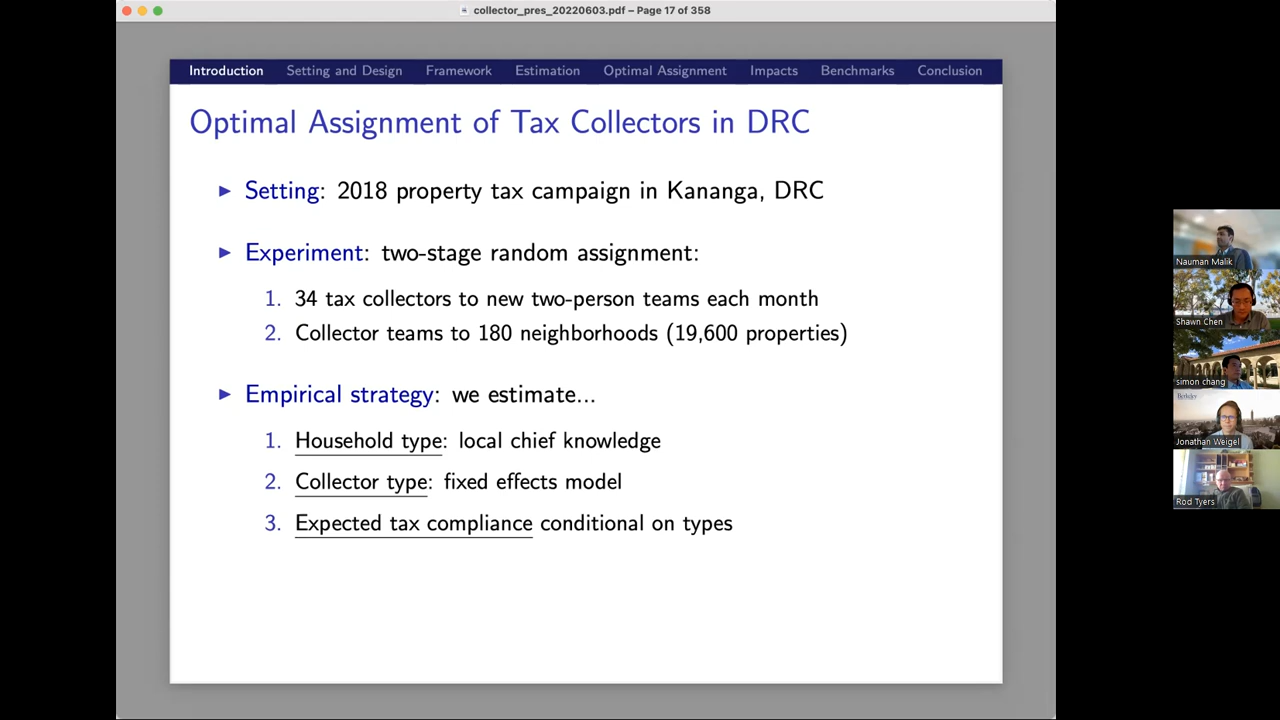 collector_pres_20220603.pdf – Page 17 of 358
Introduction Setting and Design Framework Estimation Optimal Assignment Impacts Benchmarks Conclusion
Optimal Assignment of Tax Collectors in DRC
Setting: 2018 property tax campaign in Kananga, DRC
Experiment: two-stage random assignment:
1. 34 tax collectors to new two-person teams each month
2. Collector teams to 180 neighborhoods (19,600 properties)
Empirical strategy: we estimate...
1. Household type: local chief knowledge
2. Collector type: fixed effects model
3. Expected tax compliance conditional on types
Nauman Malik
Shawn Chen
simon chang
Berkeley
Jonathan Weigel
Rod Tyers